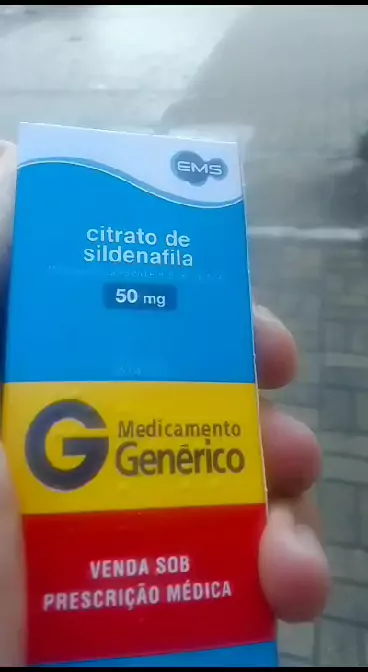 EMS
citrato de
sildenafila
50 mg
G Medicamento
Genérico
VENDA SOB
PRESCRIÇÃO MÉDICA